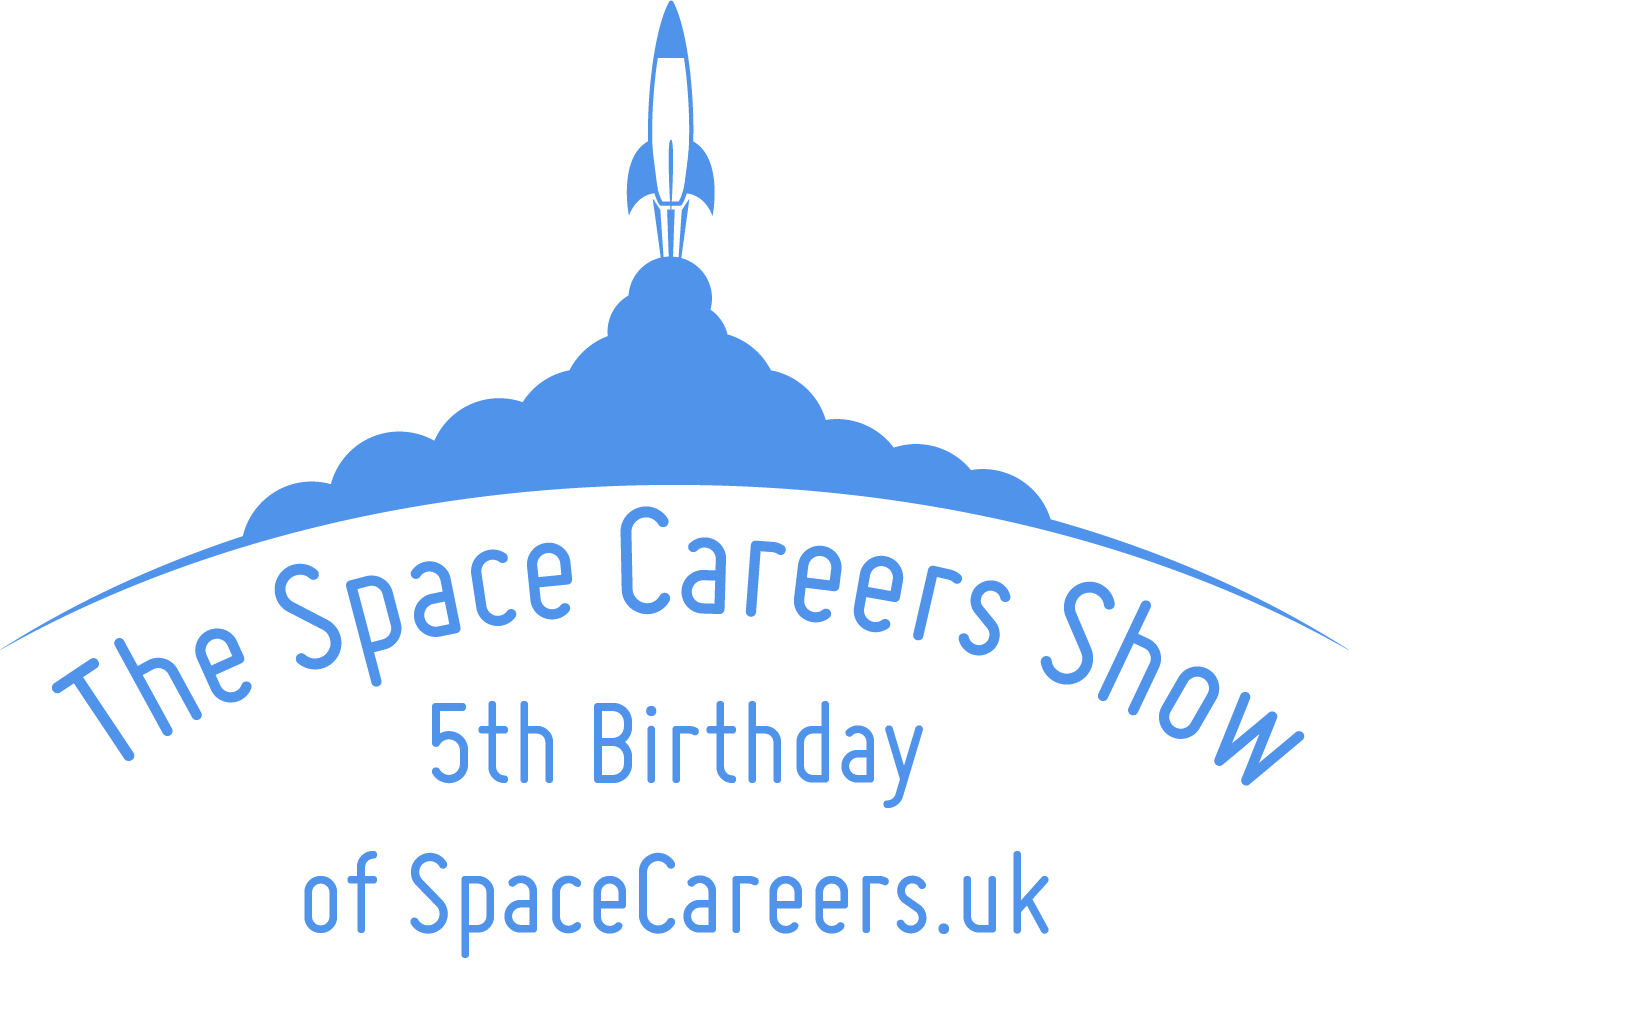 The Space Careers Show
5th Birthday
of SpaceCareers.uk